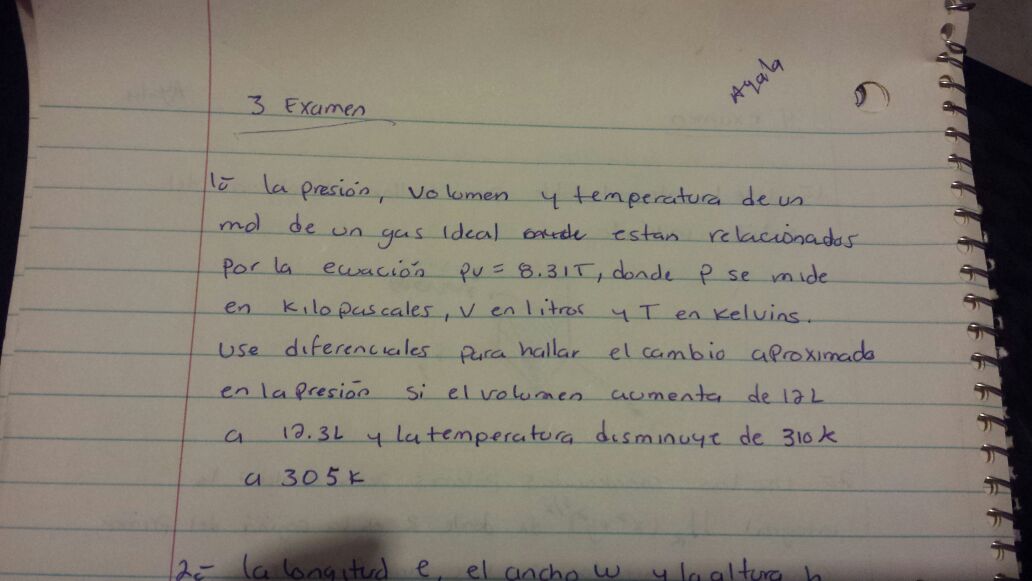 Ayala
3 Examen
1.- la presión, volumen y temperatura de un
mol de un gas Ideal estan relacionados
por la ecuación PV = 8.31T, donde P se mide
en Kilopascales, V en litros y T en Kelvins.
Use diferenciales para hallar el cambio aproximado
en la Presión si el volumen aumenta de 12L
a 12.3L y la temperatura disminuye de 310K
a 305K
2.- la longitud e, el ancho w y la altura h